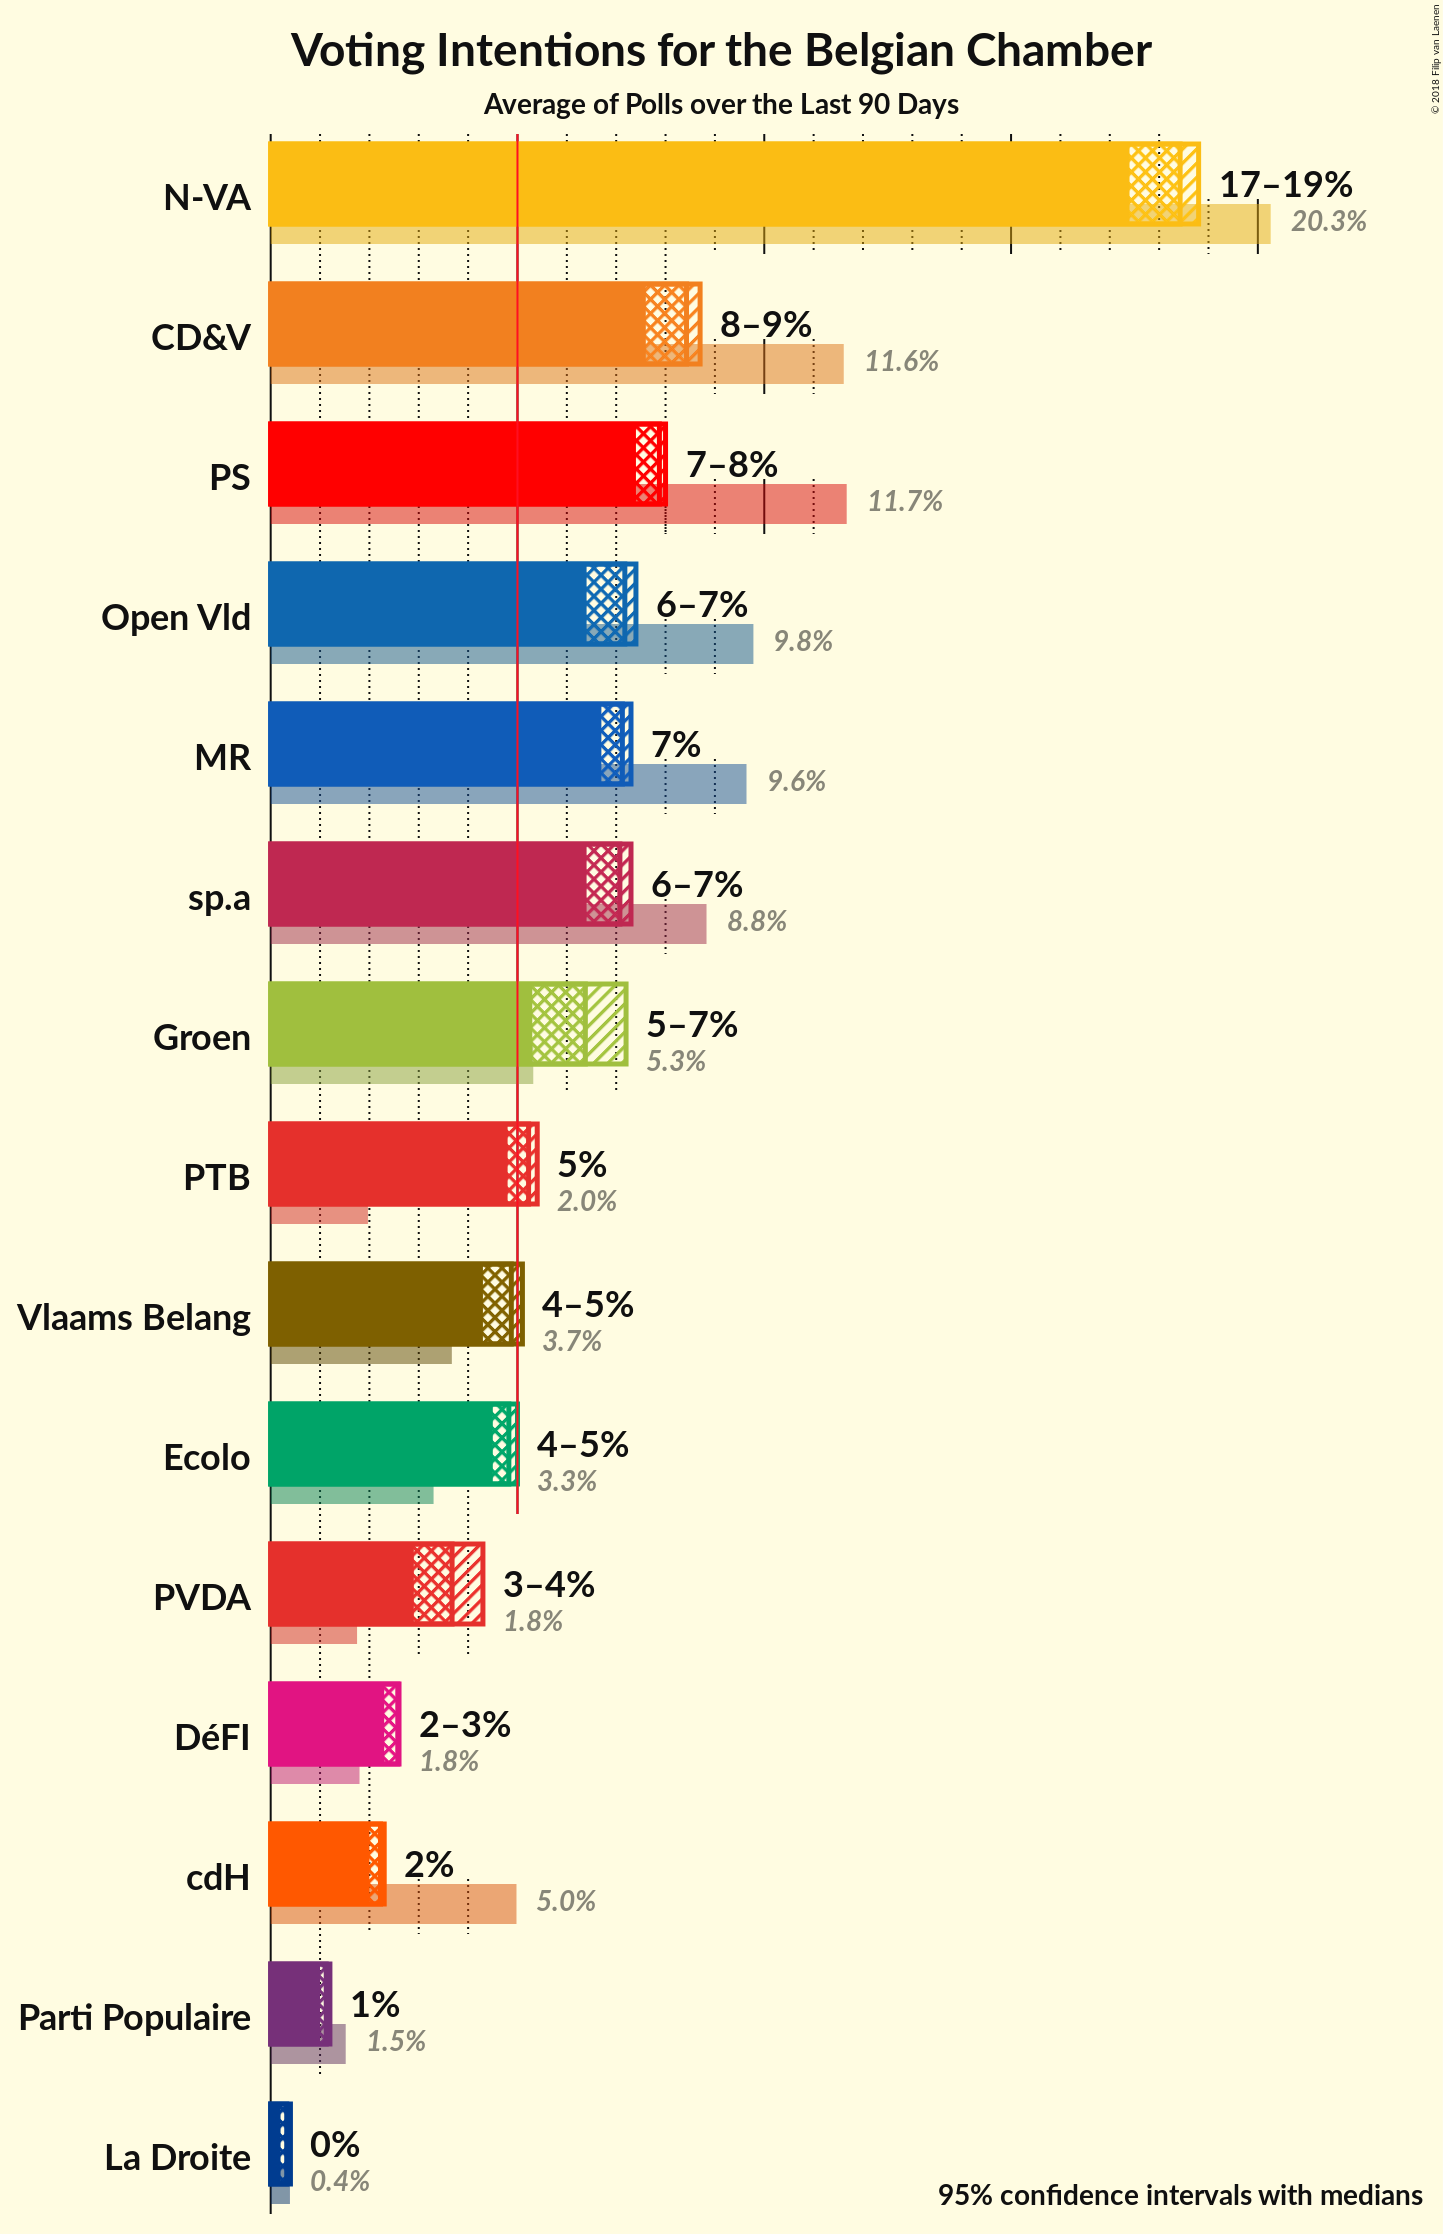 Voting Intentions for the Belgian Chamber
Average of Polls over the Last 90 Days
© 2018 Filip van Laenen
N-VA
17–19%
20.3%
CD&V
8–9%
11.6%
PS
7–8%
11.7%
Open Vld
6–7%
9.8%
MR
7%
9.6%
sp.a
6–7%
8.8%
Groen
5–7%
5.3%
PTB
5%
2.0%
Vlaams Belang
4–5%
3.7%
Ecolo
4–5%
3.3%
PVDA
3–4%
1.8%
DéFI
2–3%
1.8%
cdH
2%
5.0%
Parti Populaire
1%
1.5%
La Droite
0%
0.4%
95% confidence intervals with medians